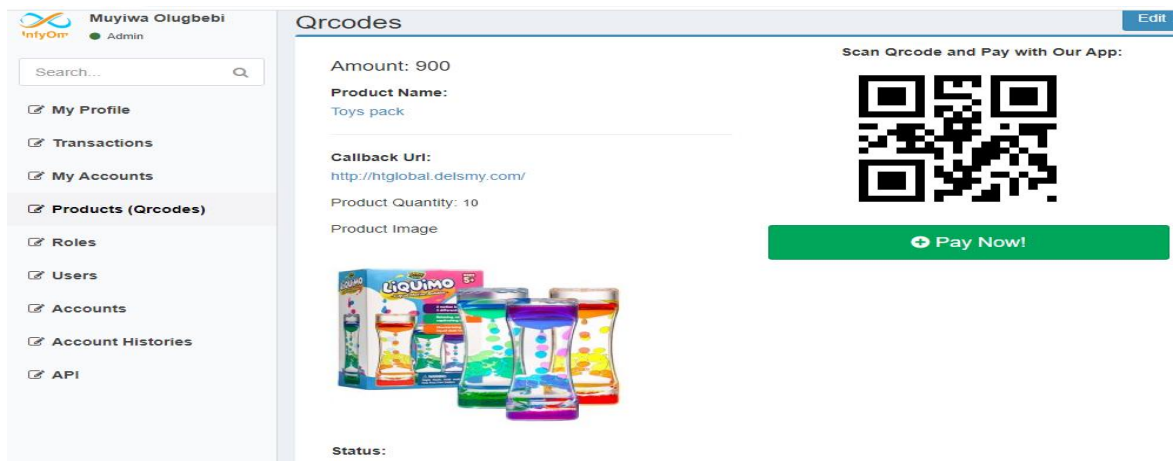 Muyiwa Olugbebi
InfyOm
Admin
Search...
My Profile
Transactions
My Accounts
Products (Qrcodes)
Roles
Users
Accounts
Account Histories
API
Qrcodes
Edit
Amount: 900
Product Name:
Toys pack
Callback Url:
http://htglobal.delsmy.com/
Product Quantity: 10
Product Image
LiQUiMO
5+
Status:
Scan Qrcode and Pay with Our App:
Pay Now!